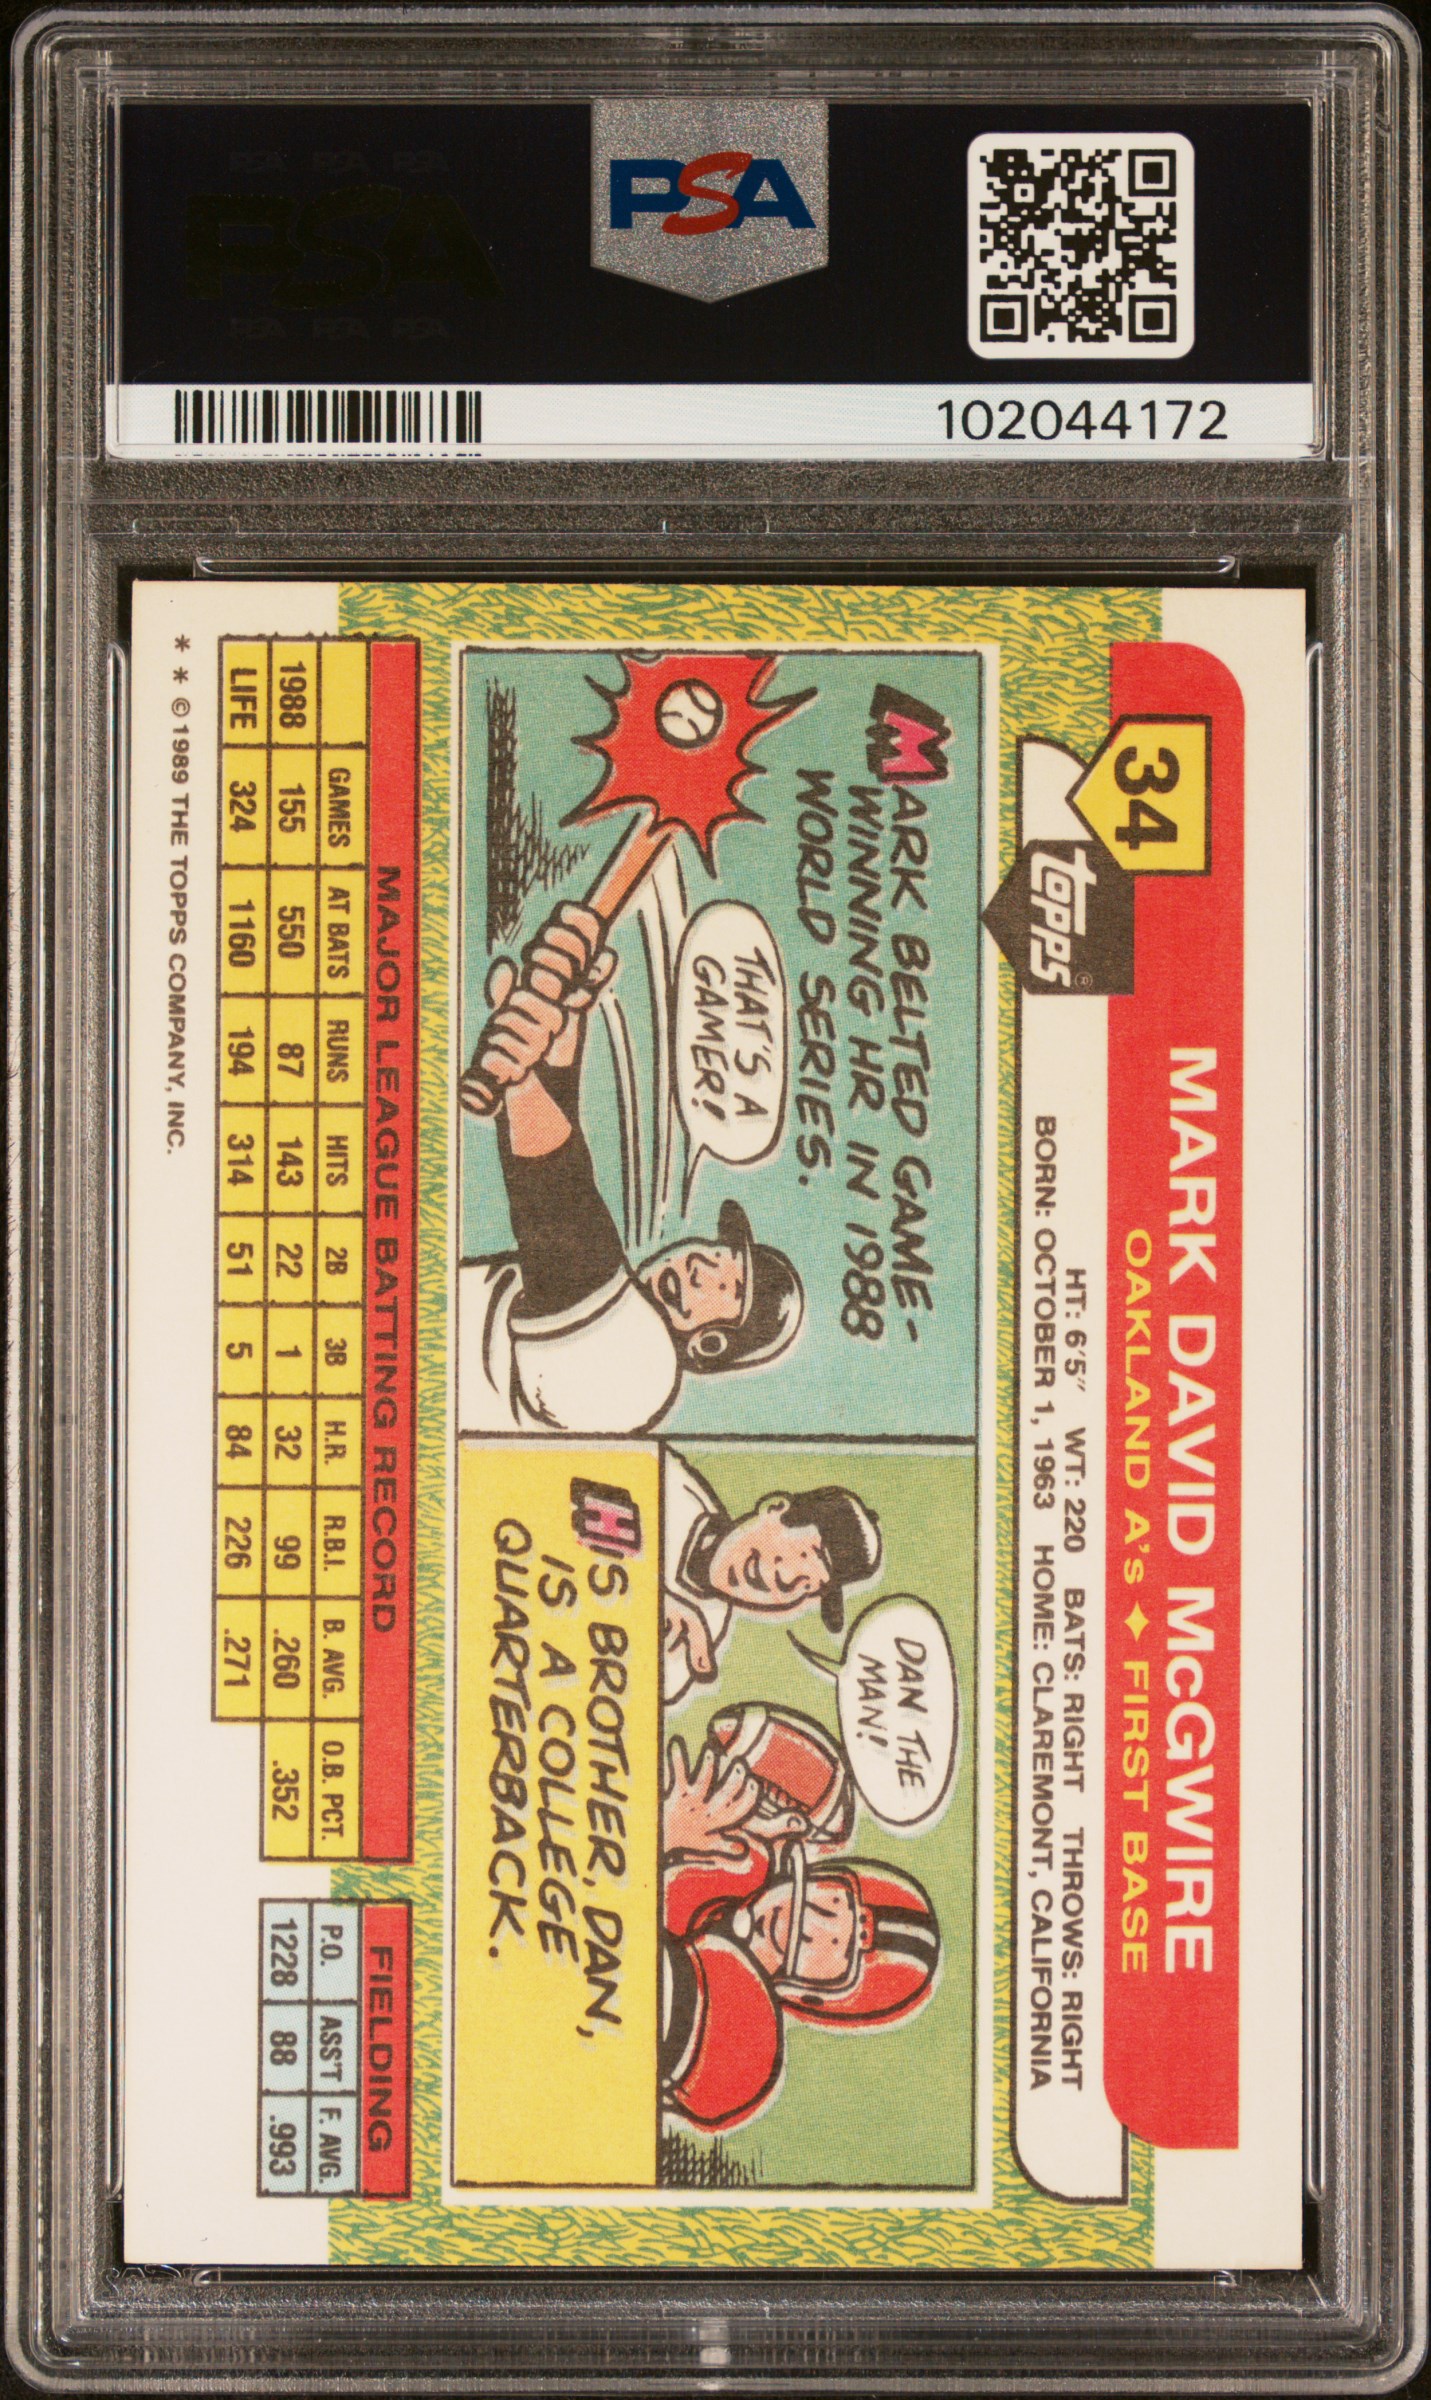 PSA
102044172
34
topps®
MARK DAVID McGWIRE
OAKLAND A's ✦ FIRST BASE
HT: 6'5" WT: 220 BATS: RIGHT THROWS: RIGHT
BORN: OCTOBER 1, 1963 HOME: CLAREMONT, CALIFORNIA
MARK BELTED GAME-
WINNING HR IN 1988
WORLD SERIES.
THAT'S A
GAMER!
DAN THE
MAN!
HIS BROTHER, DAN,
IS A COLLEGE
QUARTERBACK.
MAJOR LEAGUE BATTING RECORD
GAMES AT BATS RUNS HITS 2B 3B H.R. R.B.I. B. AVG. O.B. PCT.
1988 155 550 87 143 22 1 32 99 .260 .352
LIFE 324 1160 194 314 51 5 84 226 .271
FIELDING
P.O. ASS'T F. AVG.
1228 88 .993
* * © 1989 THE TOPPS COMPANY, INC.